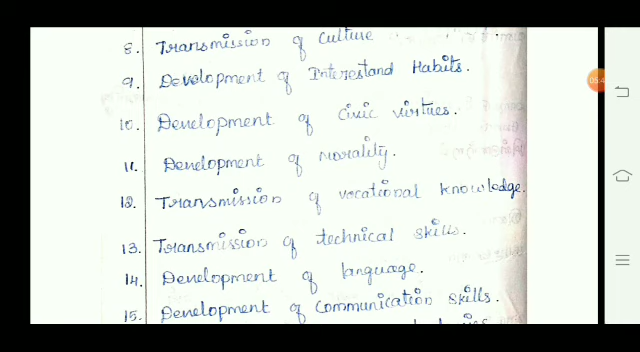 8. Transmission of Culture
9. Development of Interestand Habits.
10. Development of civic virtues.
11. Development of morality.
12. Transmission of vocational knowledge.
13. Transmission of technical skills.
14. Development of language.
15. Development of Communication skills.